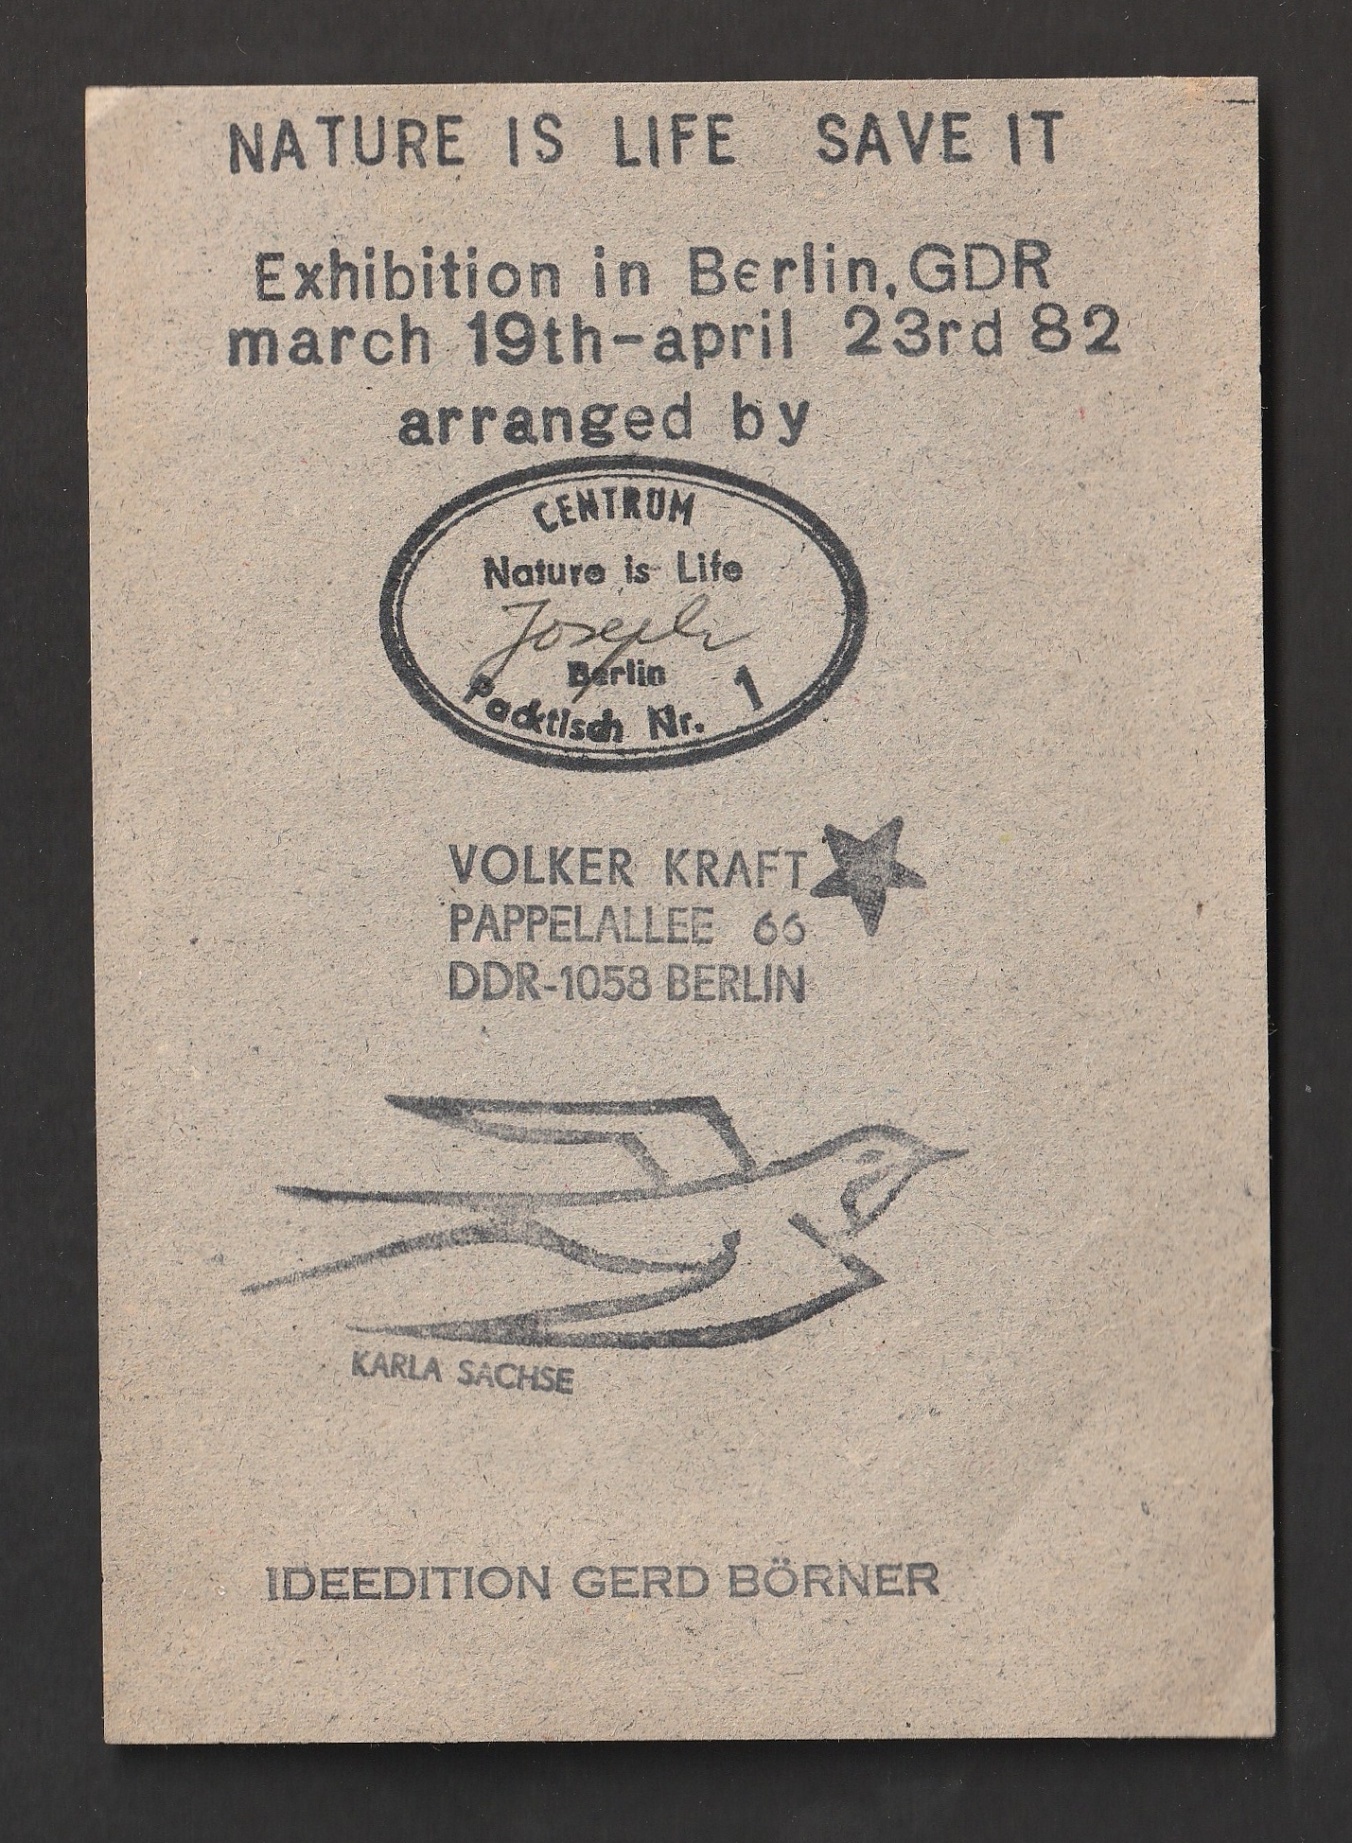 NATURE IS LIFE SAVE IT
Exhibition in Berlin, GDR
march 19th-april 23rd 82
arranged by
CENTRUM
Nature is Life
Joseph
Berlin
Packtisch Nr. 1
VOLKER KRAFT
PAPPELALLEE 66
DDR-1058 BERLIN
KARLA SACHSE
IDEEDITION GERD BÖRNER